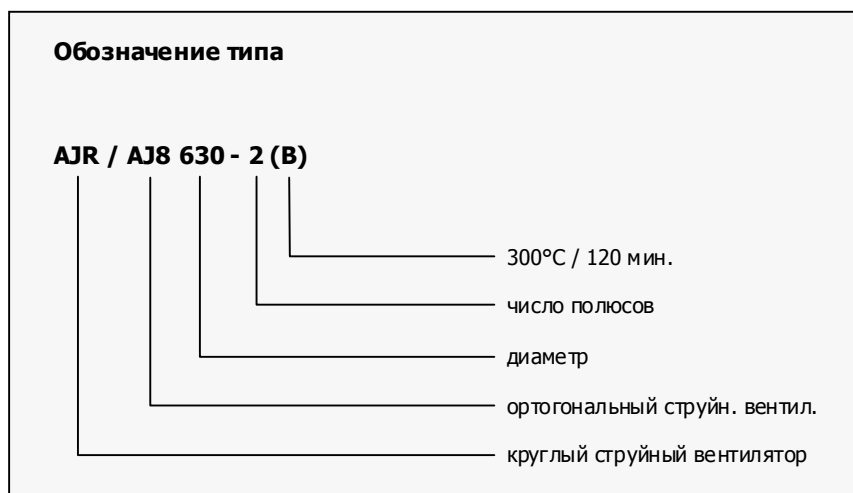 Обозначение типа
AJR / AJ8 630 - 2 (B)
300°C / 120 мин.
число полюсов
диаметр
ортогональный струйн. вентил.
круглый струйный вентилятор